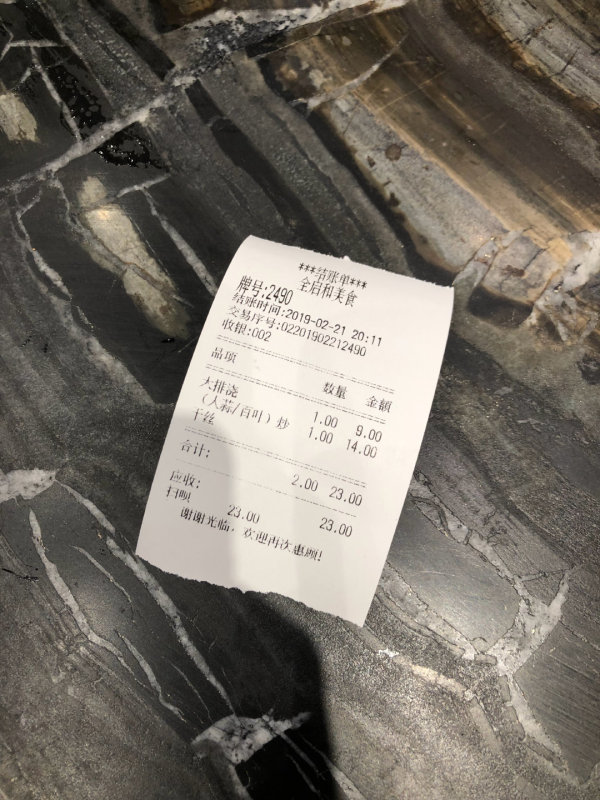 ***结账单***
全启和美食
牌号:2490
结账时间:2019-02-21 20:11
交易序号:02201902212490
收银:002
品项 数量 金额
大排浇 1.00 9.00
(大蒜/百叶)炒 1.00 14.00
干丝
合计: 2.00 23.00
应收: 23.00
扫呗 23.00
谢谢光临, 欢迎再次惠顾!